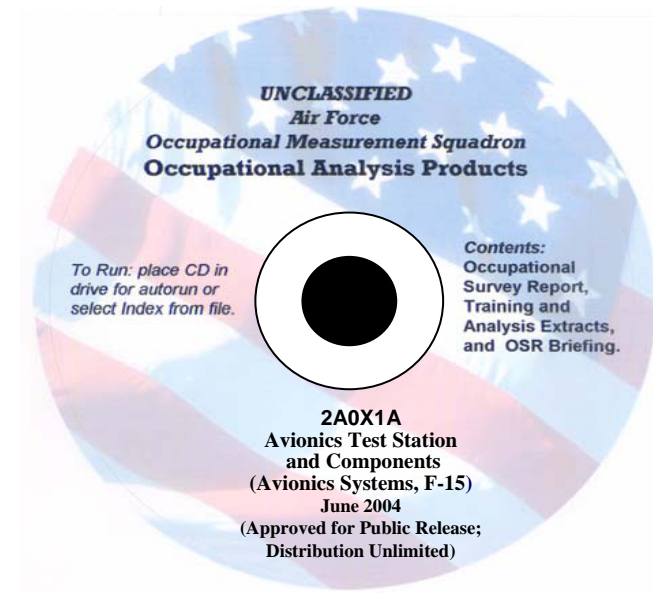 UNCLASSIFIED
Air Force
Occupational Measurement Squadron
Occupational Analysis Products
To Run: place CD in
drive for autorun or
select Index from file.
Contents:
Occupational
Survey Report,
Training and
Analysis Extracts,
and OSR Briefing.
2A0X1A
Avionics Test Station
and Components
(Avionics Systems, F-15)
June 2004
(Approved for Public Release;
Distribution Unlimited)